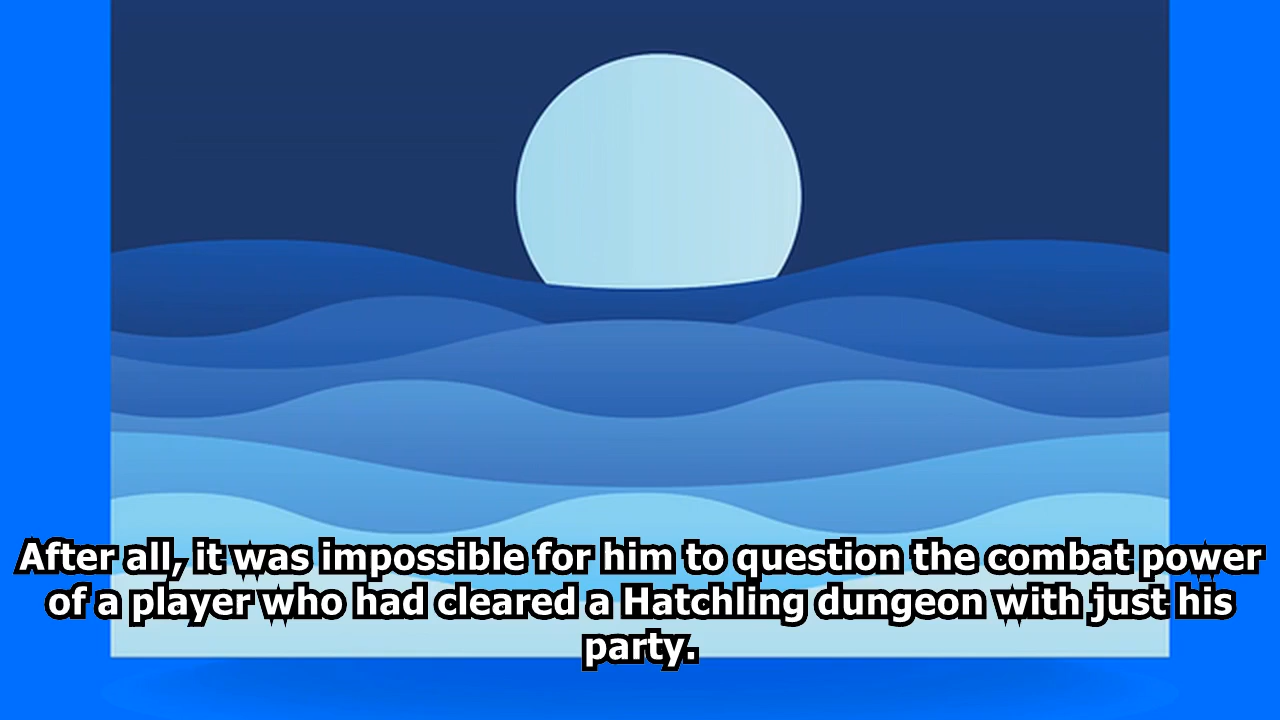 After all, it was impossible for him to question the combat power
of a player who had cleared a Hatchling dungeon with just his
party.